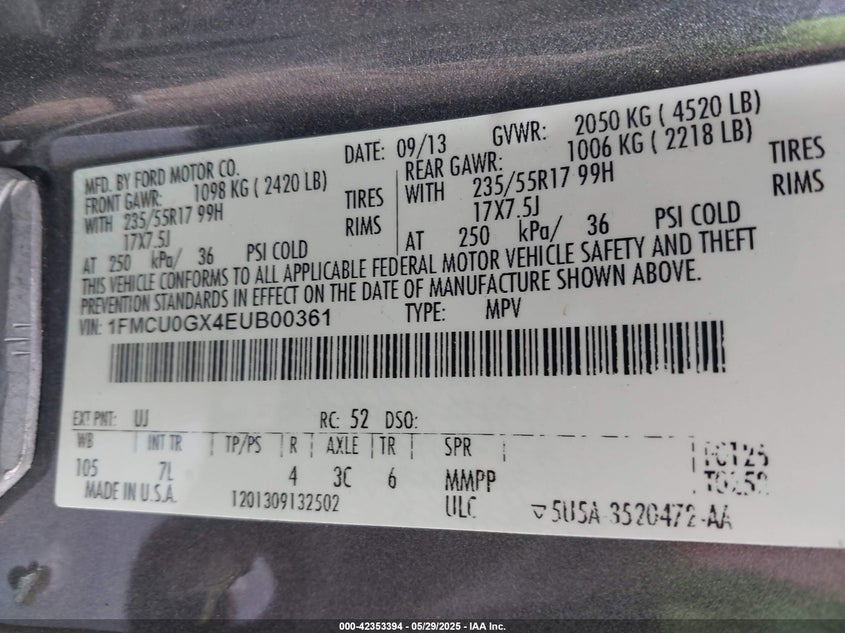 MFD. BY FORD MOTOR CO. DATE: 09/13 GVWR: 2050 KG ( 4520 LB)
FRONT GAWR: 1098 KG ( 2420 LB) REAR GAWR: 1006 KG ( 2218 LB)
WITH 235/55R17 99H TIRES WITH 235/55R17 99H TIRES
17X7.5J RIMS 17X7.5J RIMS
AT 250 kPa/ 36 PSI COLD AT 250 kPa/ 36 PSI COLD
THIS VEHICLE CONFORMS TO ALL APPLICABLE FEDERAL MOTOR VEHICLE SAFETY AND THEFT
PREVENTION STANDARDS IN EFFECT ON THE DATE OF MANUFACTURE SHOWN ABOVE.
VIN: 1FMCU0GX4EUB00361 TYPE: MPV
EXT PNT: UJ RC: 52 DSO:
WB INT TR TP/PS R AXLE TR SPR
105 7L 4 3C 6 MMPP
MADE IN U.S.A. T201309132502 ULC 5U5A-3520472-AA
000-42353394 - 05/29/2025 - IAA Inc.